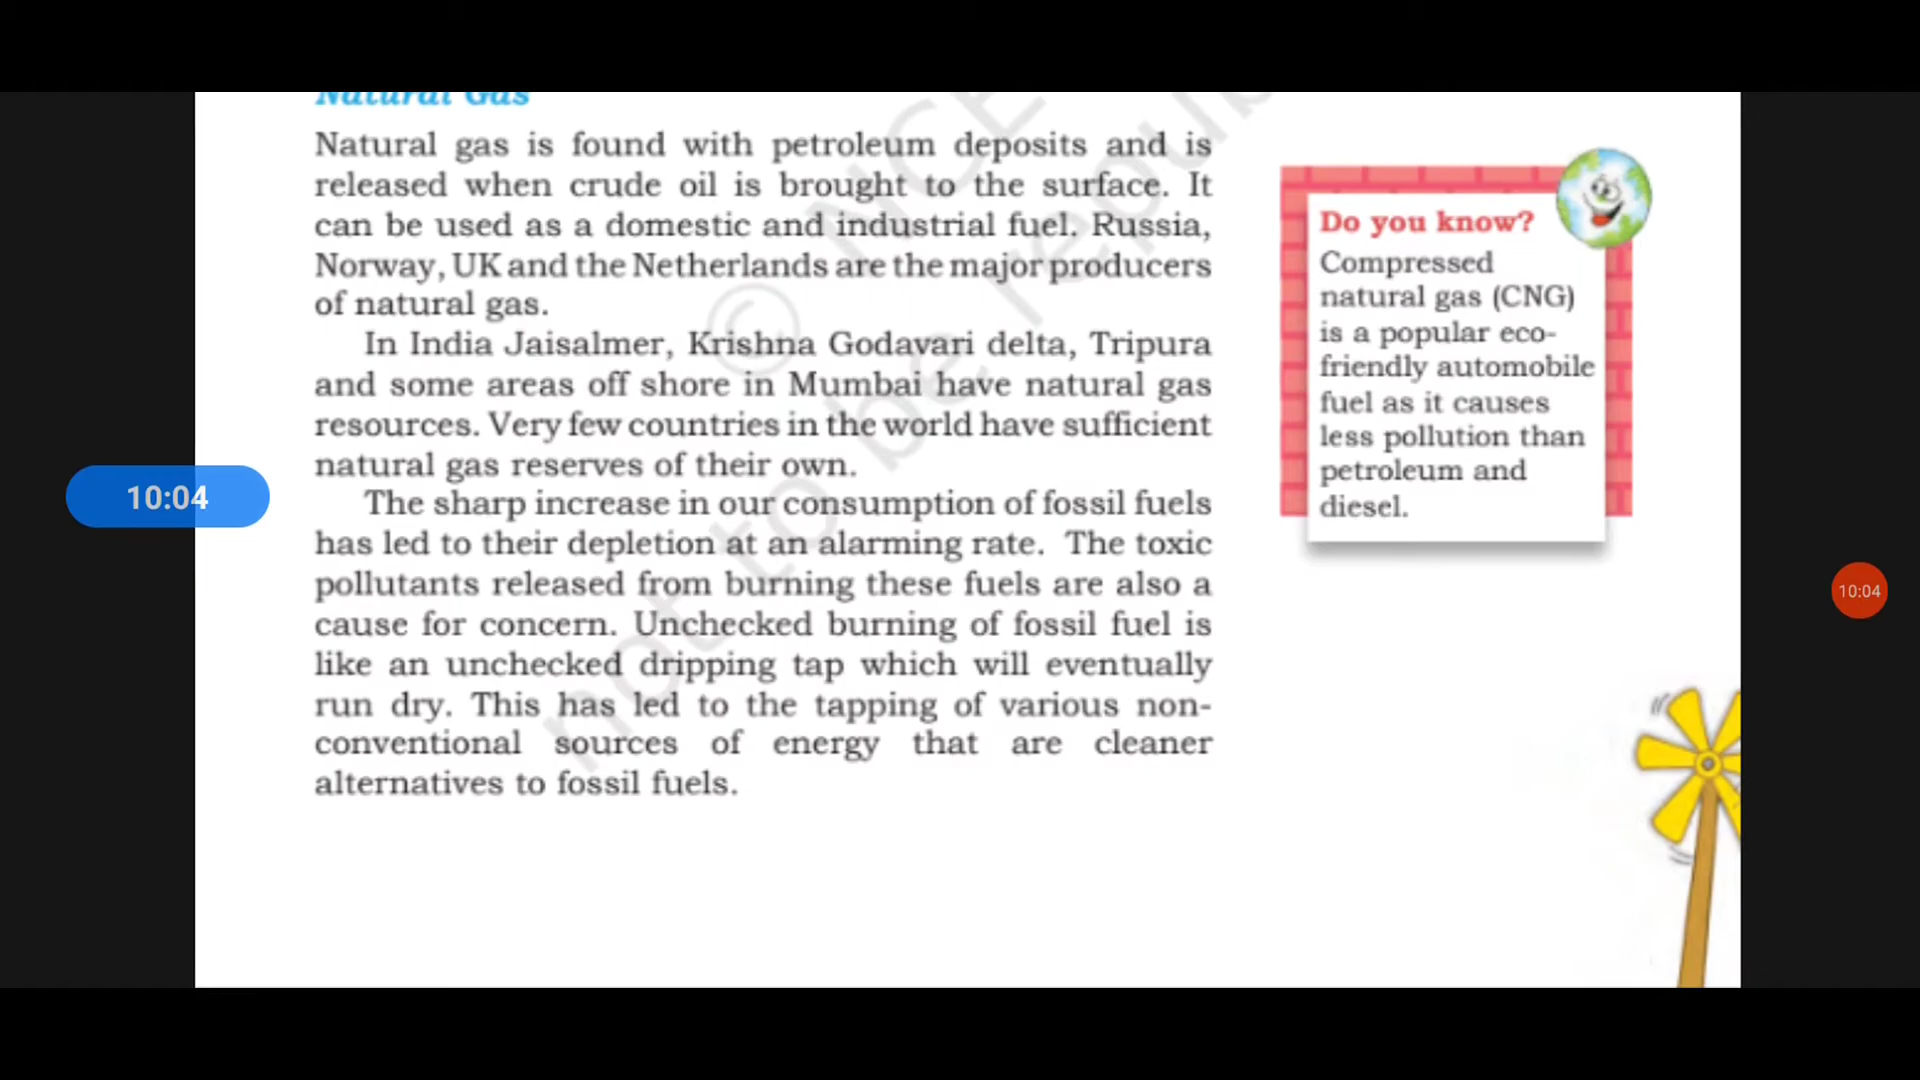 Natural Gas
Natural gas is found with petroleum deposits and is
released when crude oil is brought to the surface. It
can be used as a domestic and industrial fuel. Russia,
Norway, UK and the Netherlands are the major producers
of natural gas.
In India Jaisalmer, Krishna Godavari delta, Tripura
and some areas off shore in Mumbai have natural gas
resources. Very few countries in the world have sufficient
natural gas reserves of their own.
The sharp increase in our consumption of fossil fuels
has led to their depletion at an alarming rate. The toxic
pollutants released from burning these fuels are also a
cause for concern. Unchecked burning of fossil fuel is
like an unchecked dripping tap which will eventually
run dry. This has led to the tapping of various non-
conventional sources of energy that are cleaner
alternatives to fossil fuels.
Do you know?
Compressed
natural gas (CNG)
is a popular eco-
friendly automobile
fuel as it causes
less pollution than
petroleum and
diesel.
10:04
10:04
© NCE
not to be repub